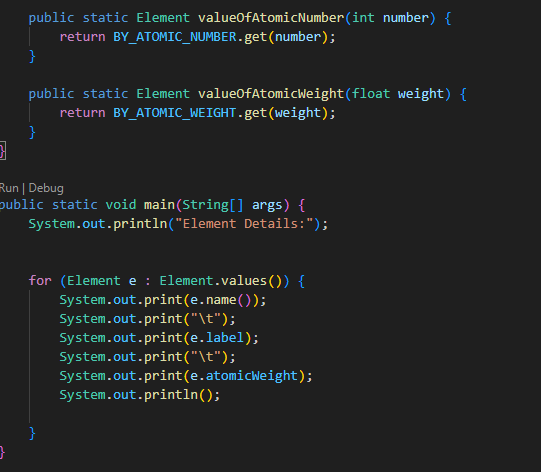 public static Element valueOfAtomicNumber(int number) {
return BY_ATOMIC_NUMBER.get(number);
}
public static Element valueOfAtomicWeight(float weight) {
return BY_ATOMIC_WEIGHT.get(weight);
}
}
Run | Debug
public static void main(String[] args) {
System.out.println("Element Details:");
for (Element e : Element.values()) {
System.out.print(e.name());
System.out.print("\t");
System.out.print(e.label);
System.out.print("\t");
System.out.print(e.atomicWeight);
System.out.println();
}
}